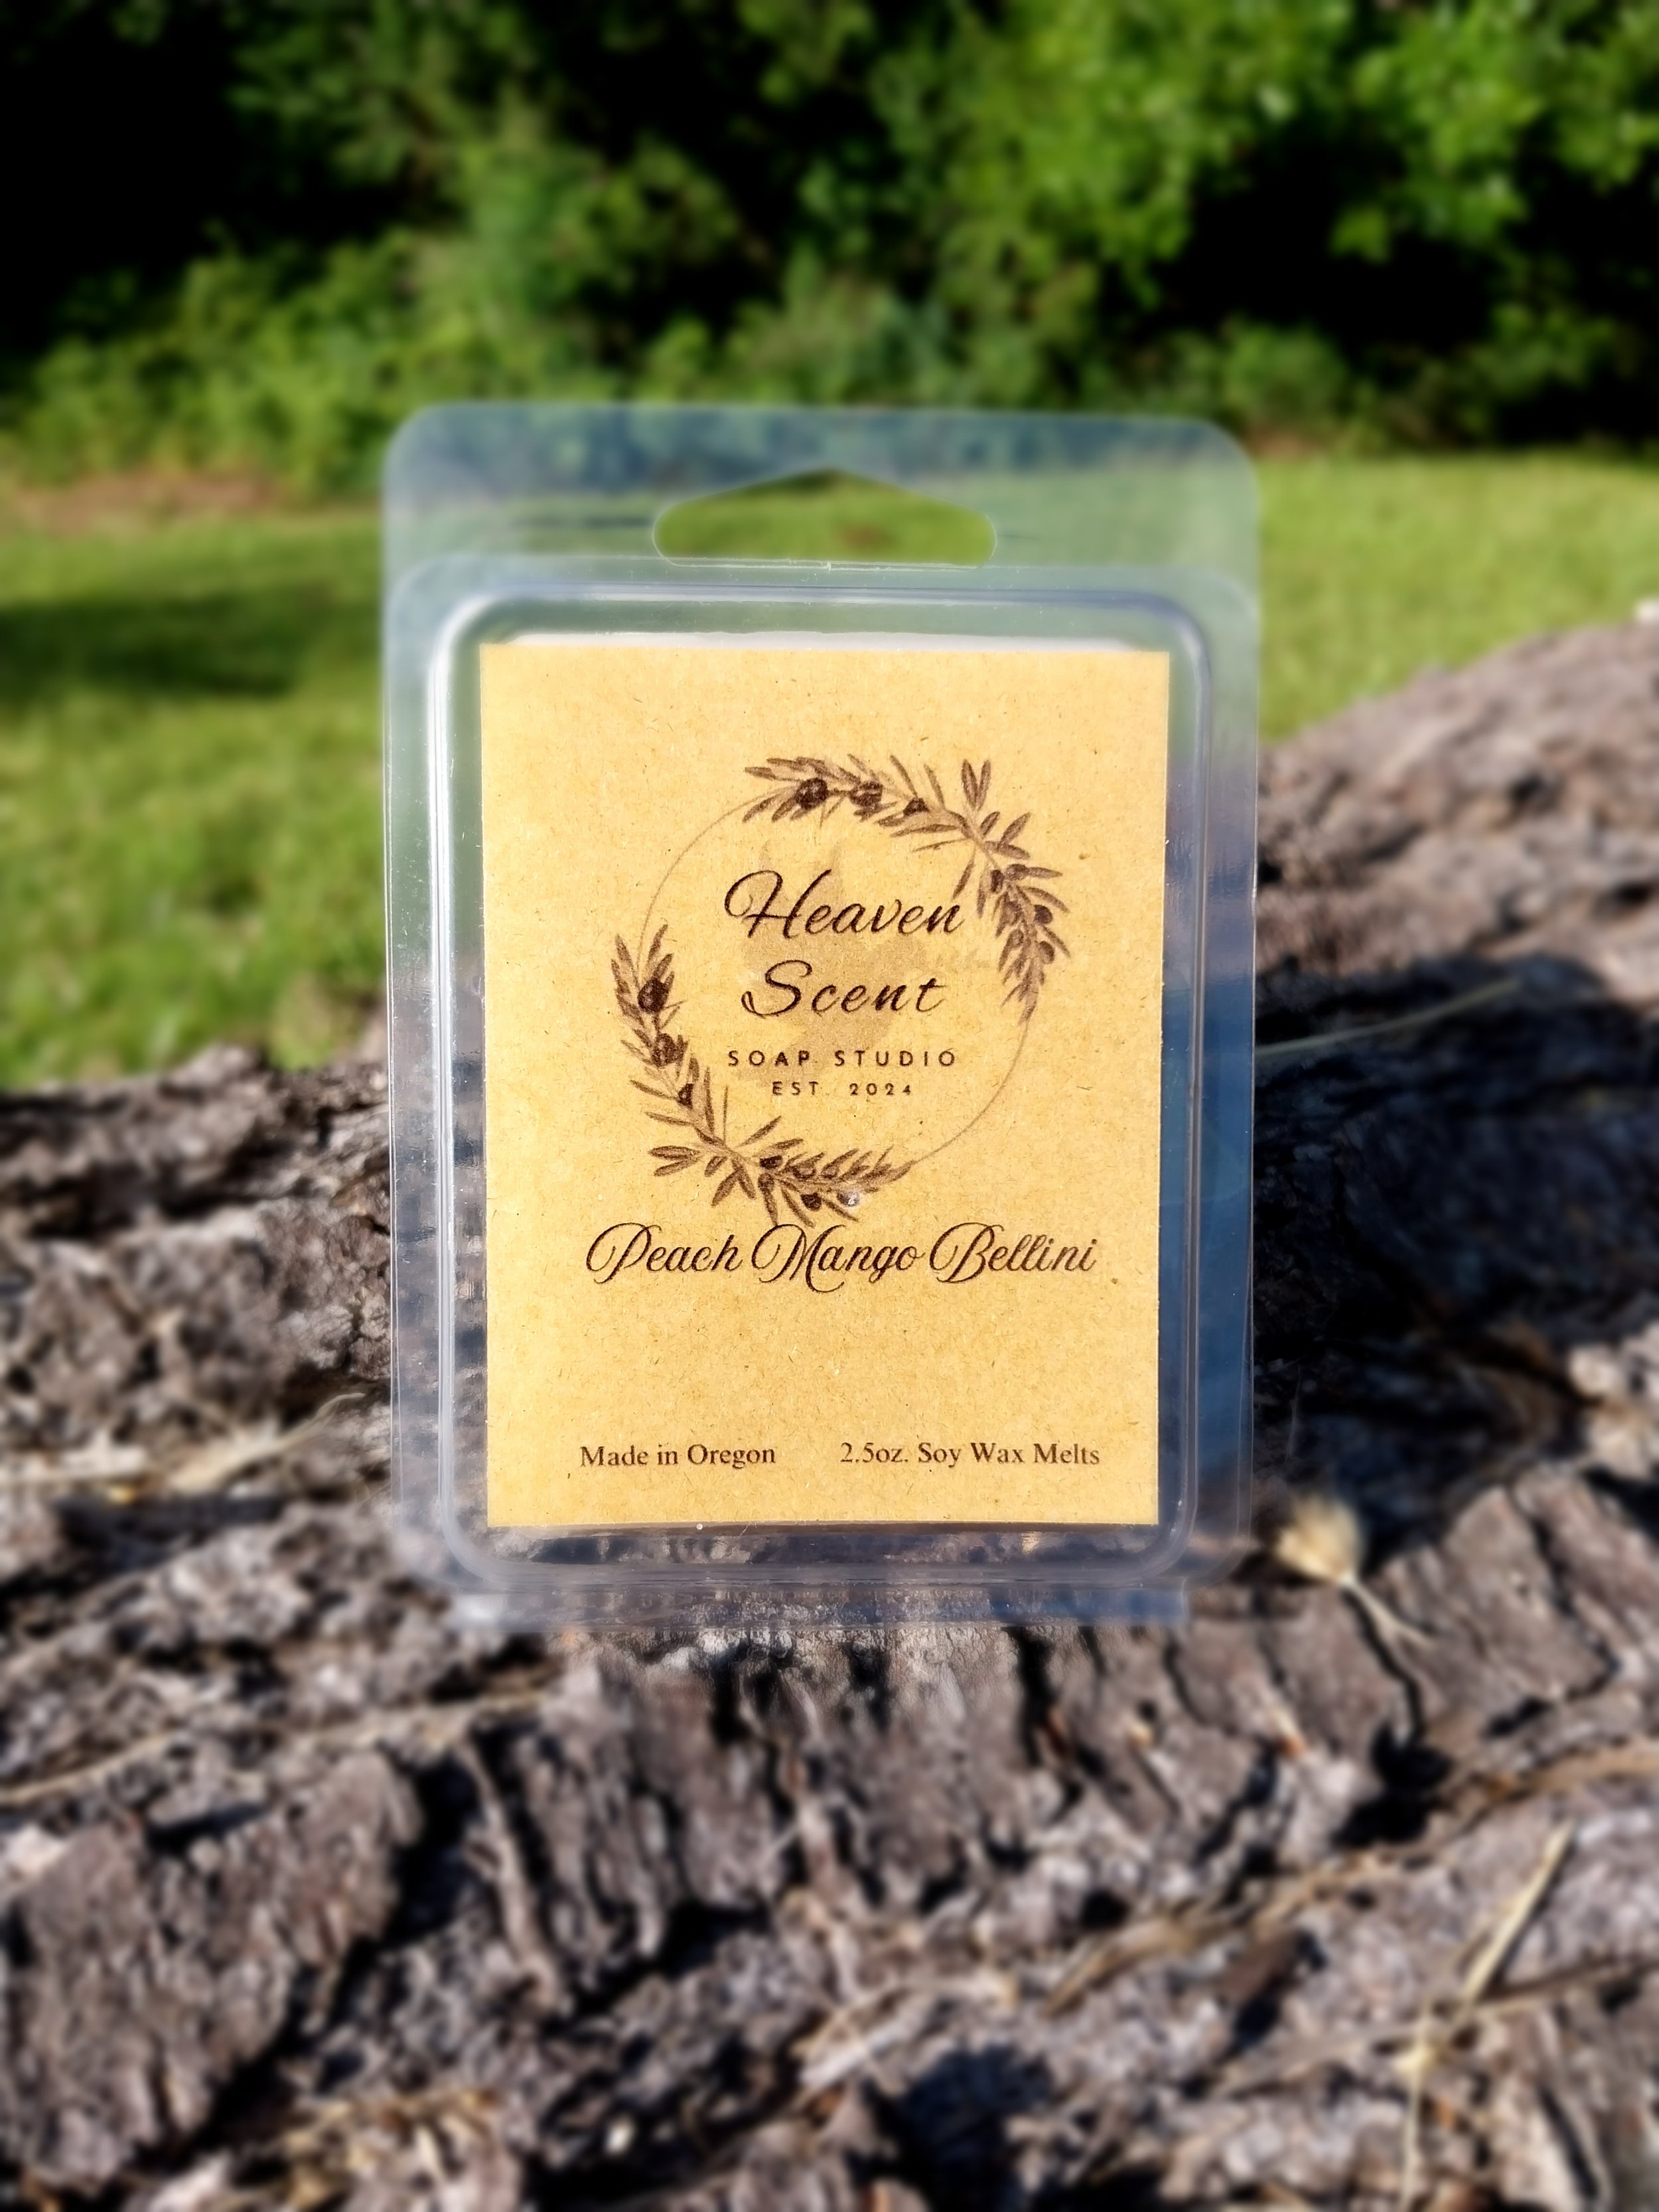 Heaven
Scent
SOAP STUDIO
EST. 2024
Peach Mango Bellini
Made in Oregon 2.5oz. Soy Wax Melts